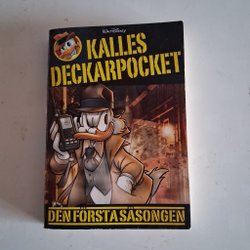 Walt Disney
KALLES
DECKARPOCKET
DEN FÖRSTA SÄSONGEN